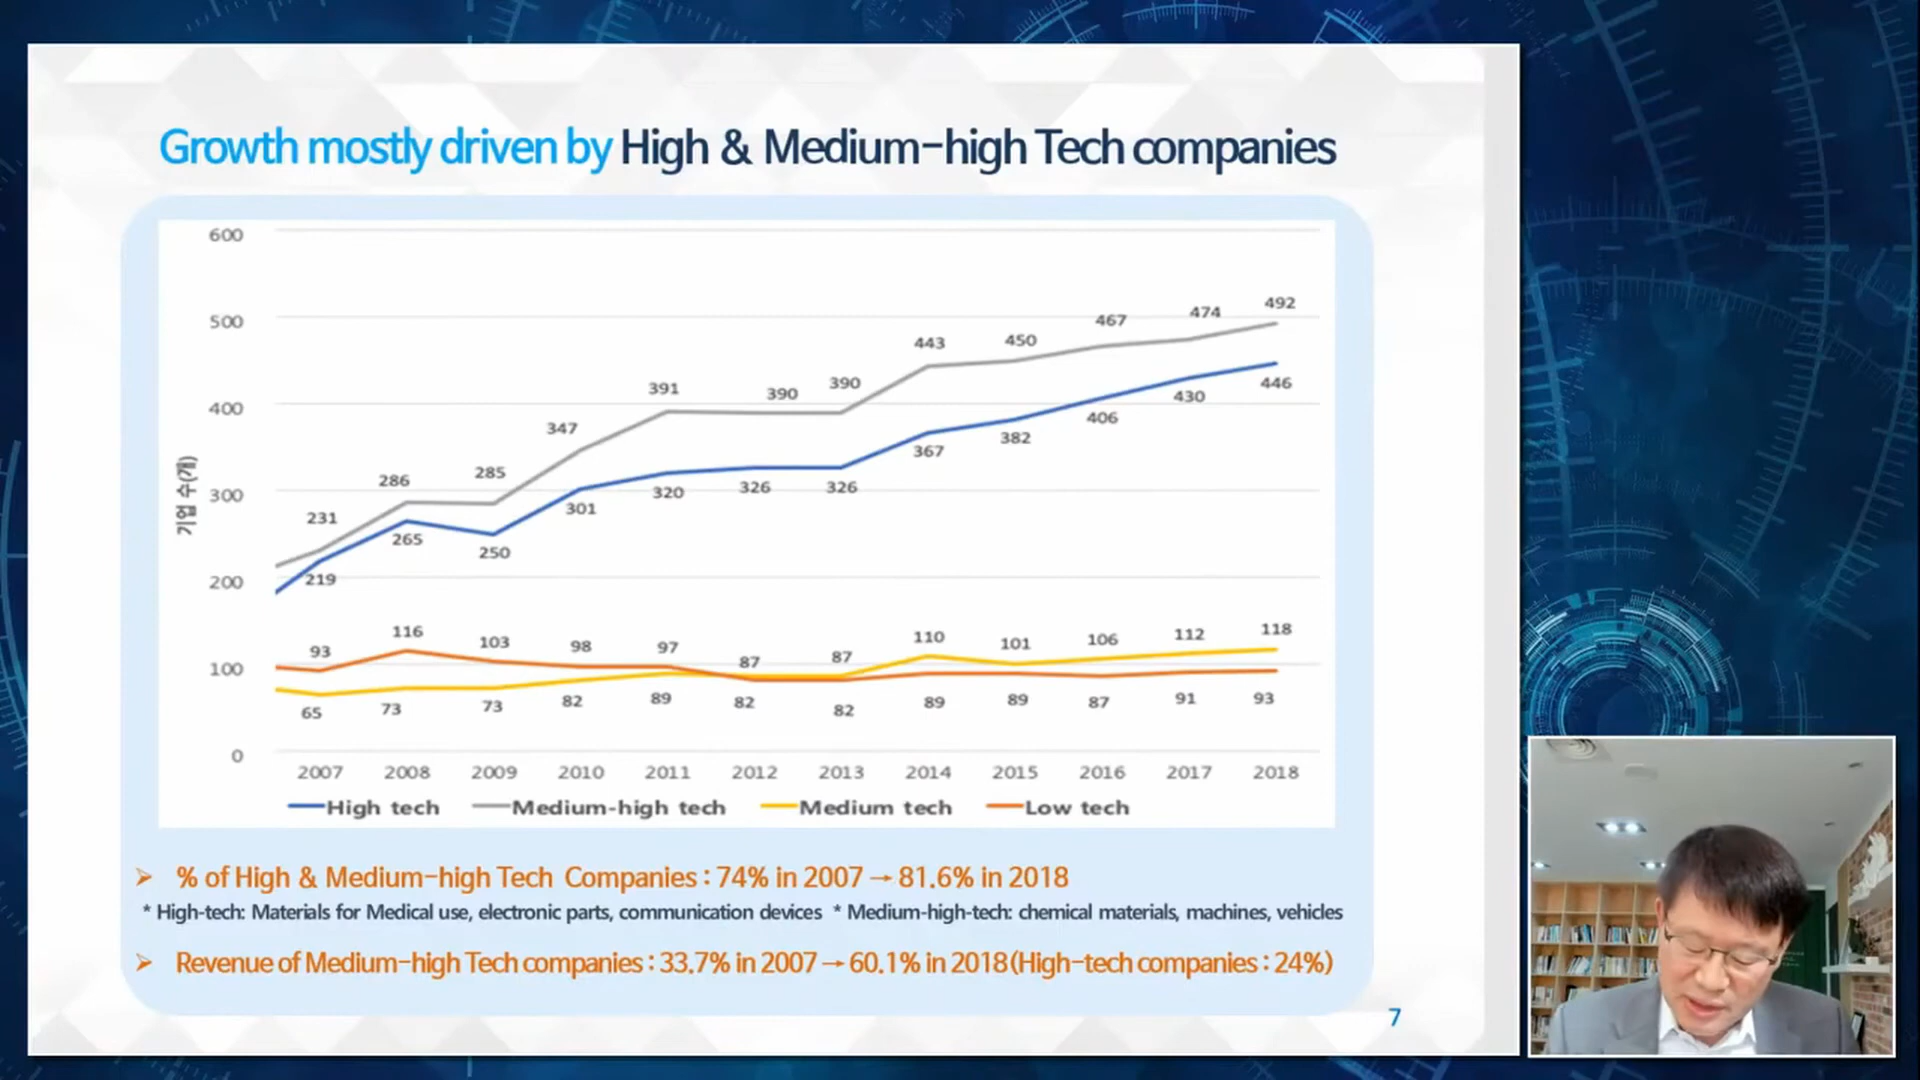 Growth mostly driven by High & Medium-high Tech companies
600
500
400
300
200
100
0
기업 수(개)
231 286 285 347 391 390 390 443 450 467 474 492
219 265 250 301 320 326 326 367 382 406 430 446
93 116 103 98 97 87 87 110 101 106 112 118
65 73 73 82 89 82 82 89 89 87 91 93
2007 2008 2009 2010 2011 2012 2013 2014 2015 2016 2017 2018
High tech Medium-high tech Medium tech Low tech
➢ % of High & Medium-high Tech Companies : 74% in 2007 → 81.6% in 2018
* High-tech: Materials for Medical use, electronic parts, communication devices * Medium-high-tech: chemical materials, machines, vehicles
➢ Revenue of Medium-high Tech companies : 33.7% in 2007 → 60.1% in 2018(High-tech companies : 24%)
7